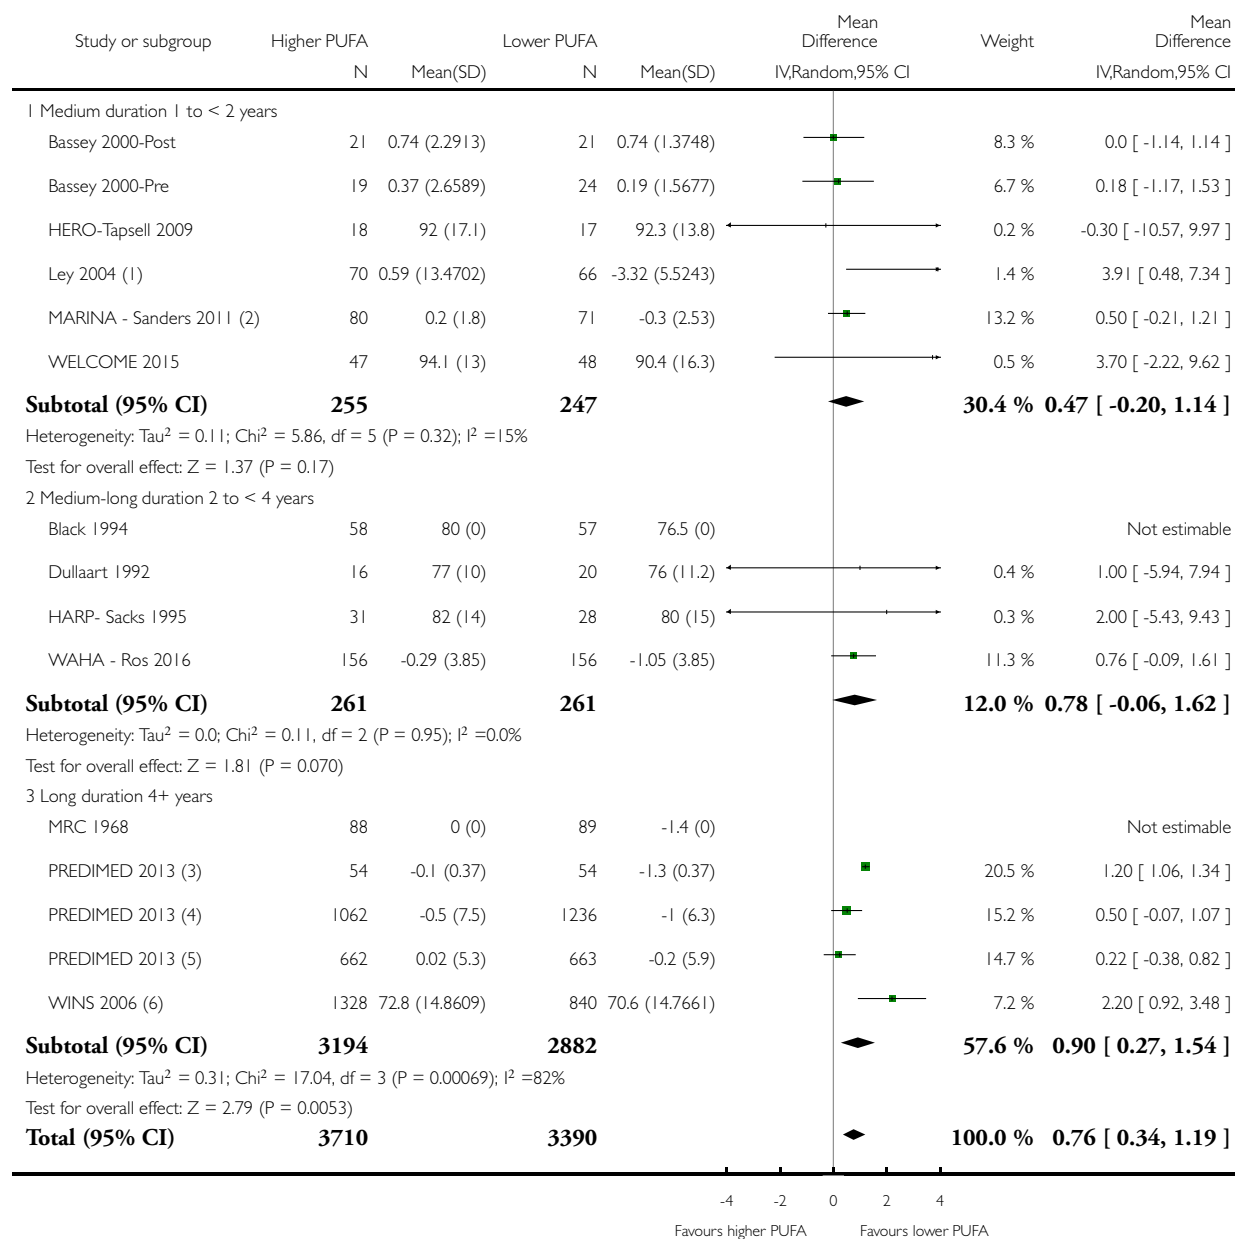 Study or subgroup Higher PUFA Lower PUFA Mean Difference Weight Mean Difference
N Mean(SD) N Mean(SD) IV,Random,95% CI IV,Random,95% CI
1 Medium duration 1 to < 2 years
Bassey 2000-Post 21 0.74 (2.2913) 21 0.74 (1.3748) 8.3 % 0.0 [ -1.14, 1.14 ]
Bassey 2000-Pre 19 0.37 (2.6589) 24 0.19 (1.5677) 6.7 % 0.18 [ -1.17, 1.53 ]
HERO-Tapsell 2009 18 92 (17.1) 17 92.3 (13.8) 0.2 % -0.30 [ -10.57, 9.97 ]
Ley 2004 (1) 70 0.59 (13.4702) 66 -3.32 (5.5243) 1.4 % 3.91 [ 0.48, 7.34 ]
MARINA - Sanders 2011 (2) 80 0.2 (1.8) 71 -0.3 (2.53) 13.2 % 0.50 [ -0.21, 1.21 ]
WELCOME 2015 47 94.1 (13) 48 90.4 (16.3) 0.5 % 3.70 [ -2.22, 9.62 ]
Subtotal (95% CI) 255 247 30.4 % 0.47 [ -0.20, 1.14 ]
Heterogeneity: Tau² = 0.11; Chi² = 5.86, df = 5 (P = 0.32); I² =15%
Test for overall effect: Z = 1.37 (P = 0.17)
2 Medium-long duration 2 to < 4 years
Black 1994 58 80 (0) 57 76.5 (0) Not estimable
Dullaart 1992 16 77 (10) 20 76 (11.2) 0.4 % 1.00 [ -5.94, 7.94 ]
HARP- Sacks 1995 31 82 (14) 28 80 (15) 0.3 % 2.00 [ -5.43, 9.43 ]
WAHA - Ros 2016 156 -0.29 (3.85) 156 -1.05 (3.85) 11.3 % 0.76 [ -0.09, 1.61 ]
Subtotal (95% CI) 261 261 12.0 % 0.78 [ -0.06, 1.62 ]
Heterogeneity: Tau² = 0.0; Chi² = 0.11, df = 2 (P = 0.95); I² =0.0%
Test for overall effect: Z = 1.81 (P = 0.070)
3 Long duration 4+ years
MRC 1968 88 0 (0) 89 -1.4 (0) Not estimable
PREDIMED 2013 (3) 54 -0.1 (0.37) 54 -1.3 (0.37) 20.5 % 1.20 [ 1.06, 1.34 ]
PREDIMED 2013 (4) 1062 -0.5 (7.5) 1236 -1 (6.3) 15.2 % 0.50 [ -0.07, 1.07 ]
PREDIMED 2013 (5) 662 0.02 (5.3) 663 -0.2 (5.9) 14.7 % 0.22 [ -0.38, 0.82 ]
WINS 2006 (6) 1328 72.8 (14.8609) 840 70.6 (14.7661) 7.2 % 2.20 [ 0.92, 3.48 ]
Subtotal (95% CI) 3194 2882 57.6 % 0.90 [ 0.27, 1.54 ]
Heterogeneity: Tau² = 0.31; Chi² = 17.04, df = 3 (P = 0.00069); I² =82%
Test for overall effect: Z = 2.79 (P = 0.0053)
Total (95% CI) 3710 3390 100.0 % 0.76 [ 0.34, 1.19 ]
-4 -2 0 2 4
Favours higher PUFA Favours lower PUFA